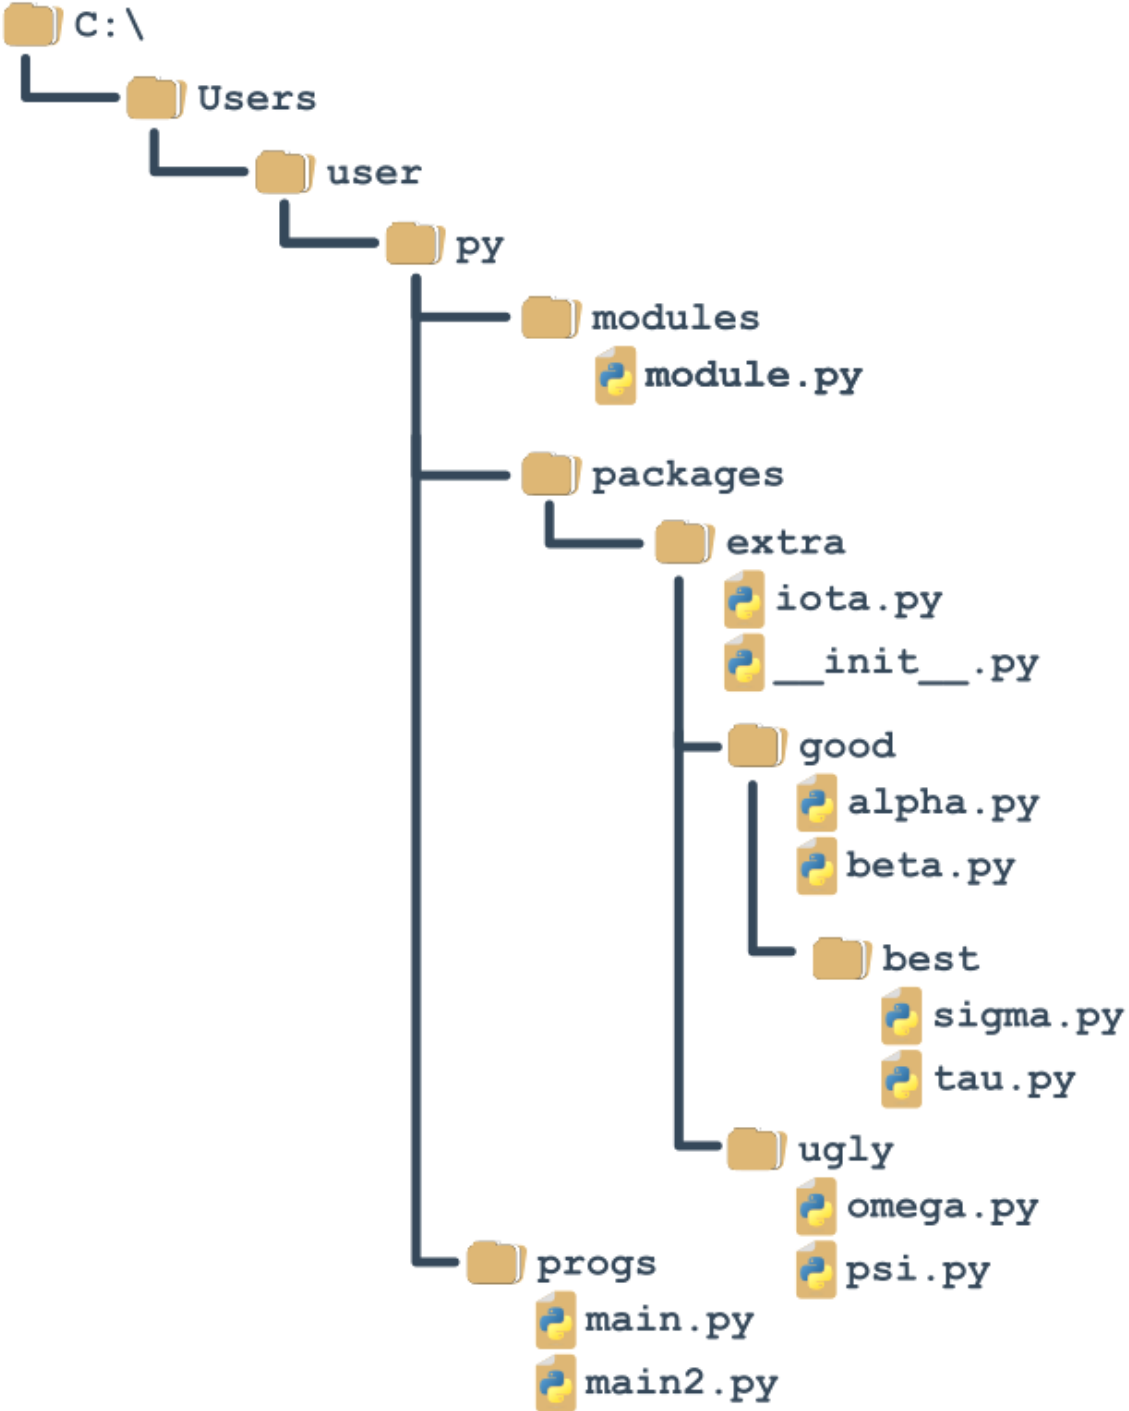 C:\
Users
user
py
modules
module.py
packages
extra
iota.py
__init__.py
good
alpha.py
beta.py
best
sigma.py
tau.py
ugly
omega.py
psi.py
progs
main.py
main2.py